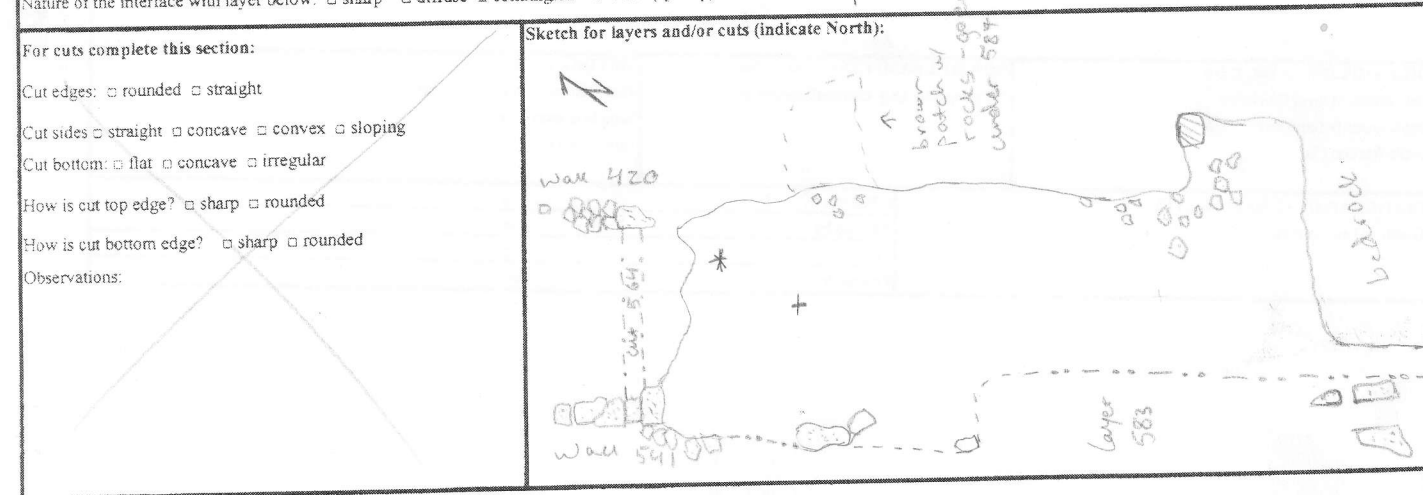 Nature of the interface with layer below: □ sharp □ diffuse
For cuts complete this section:
Cut edges: □ rounded □ straight
Cut sides □ straight □ concave □ convex □ sloping
Cut bottom: □ flat □ concave □ irregular
How is cut top edge? □ sharp □ rounded
How is cut bottom edge? □ sharp □ rounded
Observations:
Sketch for layers and/or cuts (indicate North):
N
brown
patch w/
rocks - go
under 584
wall 420
cut 564
bedrock
Layer
583
Wall 541